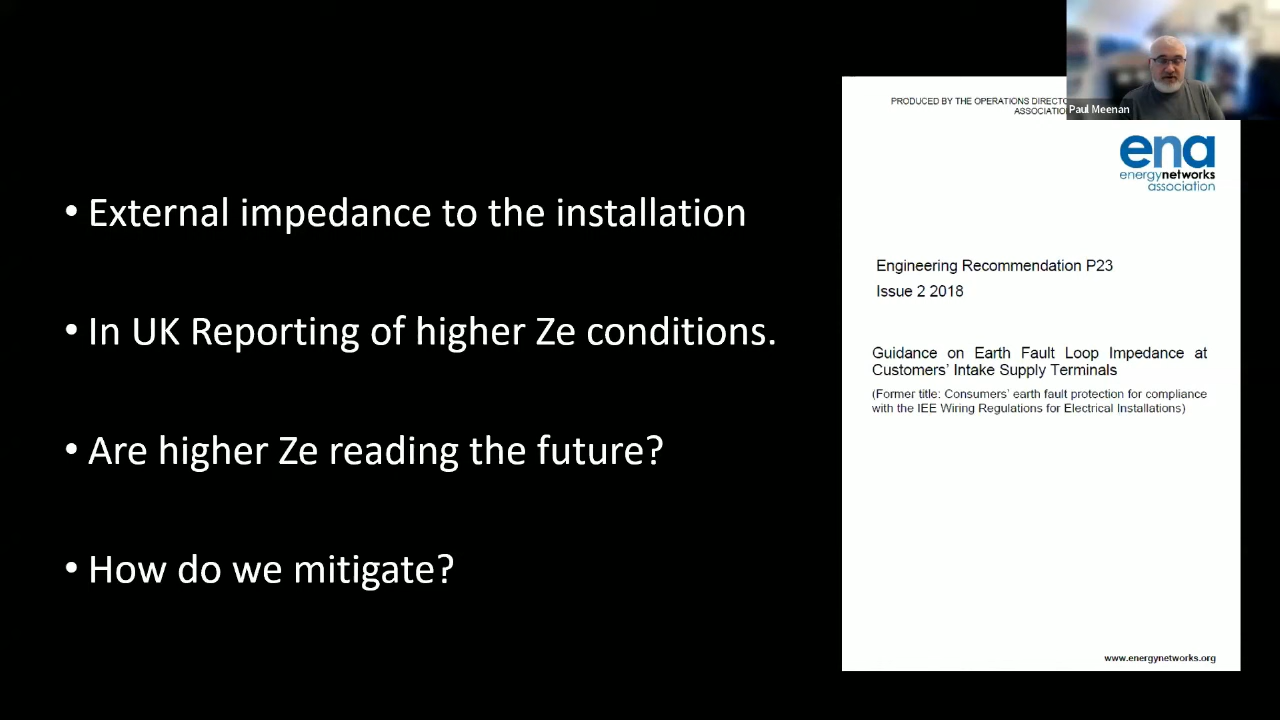 • External impedance to the installation
• In UK Reporting of higher Ze conditions.
• Are higher Ze reading the future?
• How do we mitigate?
PRODUCED BY THE OPERATIONS
ASSOCIATION
Paul Meenan
ena
energynetworks
association
Engineering Recommendation P23
Issue 2 2018
Guidance on Earth Fault Loop Impedance at
Customers' Intake Supply Terminals
(Former title: Consumers' earth fault protection for compliance
with the IEE Wiring Regulations for Electrical Installations)
www.energynetworks.org